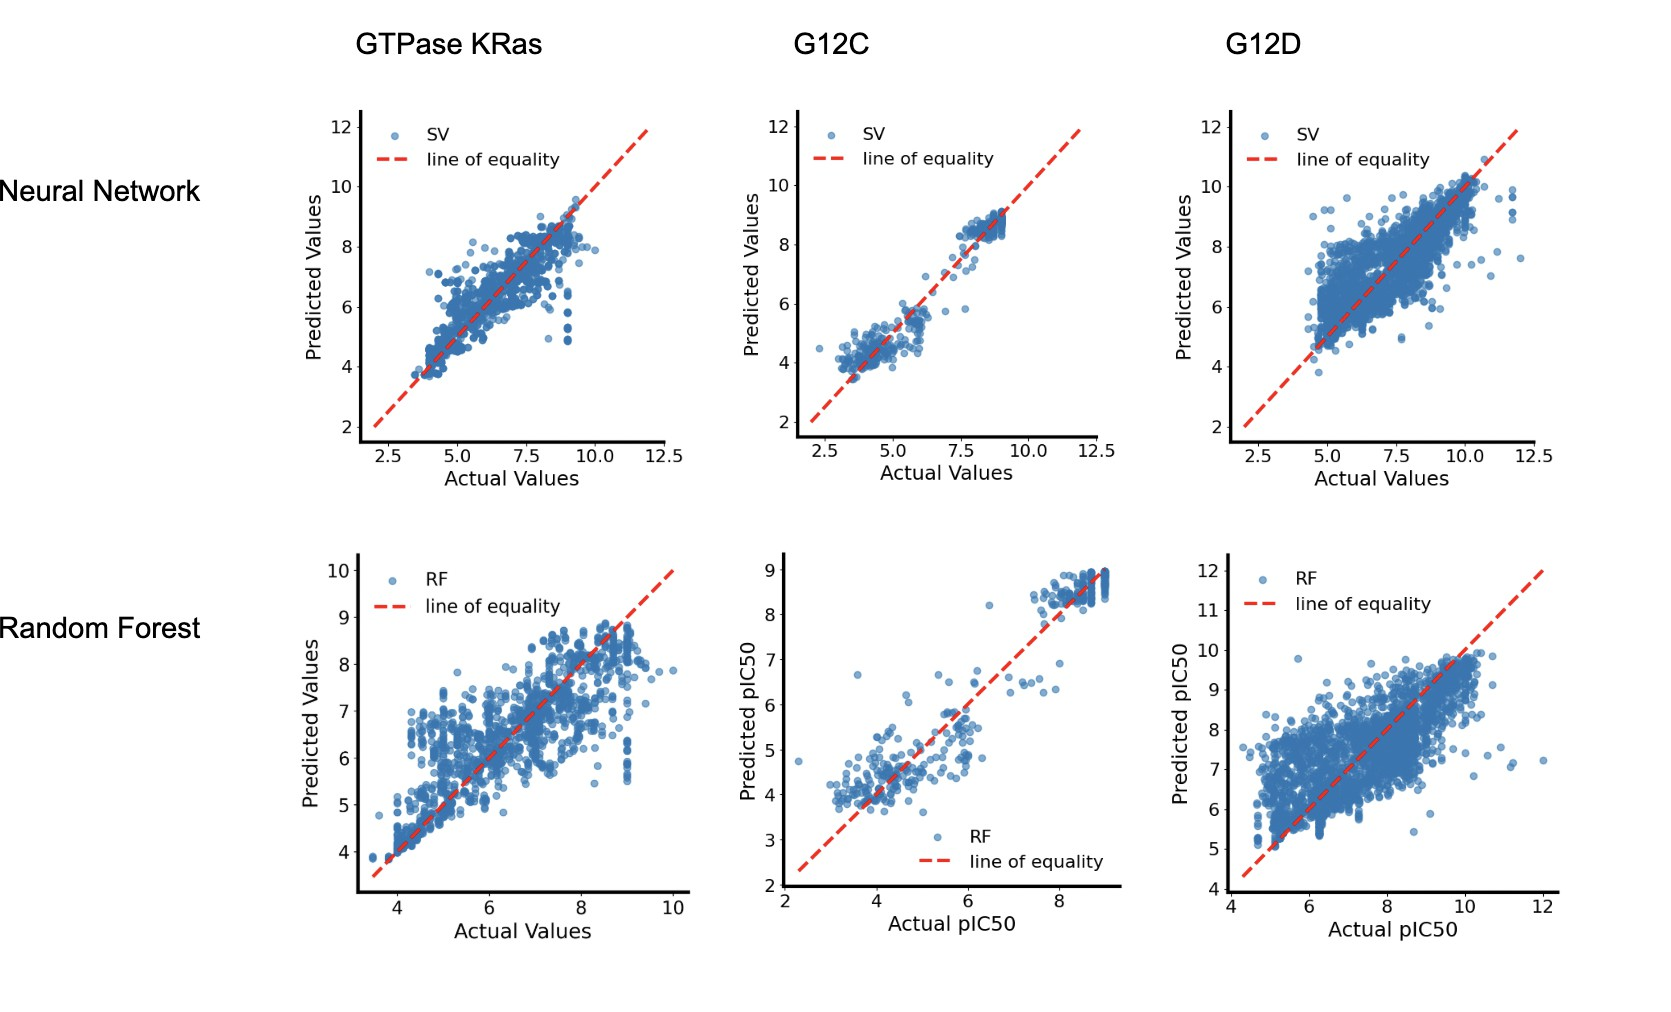 GTPase KRas
G12C
G12D
Neural Network
12
10
8
6
4
2
Predicted Values
SV
line of equality
2.5 5.0 7.5 10.0 12.5
Actual Values
12
10
8
6
4
2
Predicted Values
SV
line of equality
2.5 5.0 7.5 10.0 12.5
Actual Values
12
10
8
6
4
2
Predicted Values
SV
line of equality
2.5 5.0 7.5 10.0 12.5
Actual Values
Random Forest
10
9
8
7
6
5
4
Predicted Values
RF
line of equality
4 6 8 10
Actual Values
9
8
7
6
5
4
3
2
Predicted pIC50
RF
line of equality
2 4 6 8
Actual pIC50
12
11
10
9
8
7
6
5
4
Predicted pIC50
RF
line of equality
4 6 8 10 12
Actual pIC50